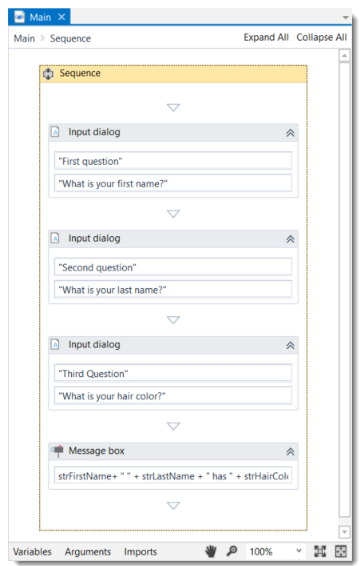 Main
Main > Sequence
Expand All Collapse All
Sequence
Input dialog
"First question"
"What is your first name?"
Input dialog
"Second question"
"What is your last name?"
Input dialog
"Third Question"
"What is your hair color?"
Message box
strFirstName+ " " + strLastName + " has " + strHairCol
Variables Arguments Imports 100%